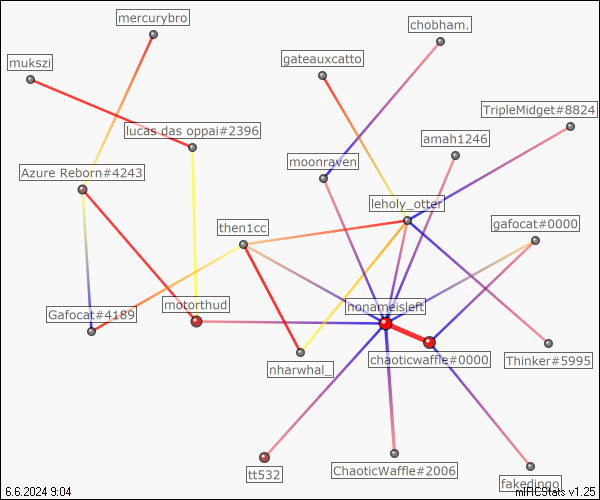 mercurybro
chobham.
mukszi
gateauxcatto
TripleMidget#8824
lucas das oppai#2396
amah1246
moonraven
Azure Reborn#4243
leholy_otter
then1cc
gafocat#0000
motorthud
nonameisleft
Gafocat#4189
chaoticwaffle#0000
Thinker#5995
nharwhal_
tt532
ChaoticWaffle#2006
fakedingo
6.6.2024 9:04
mIRCStats v1.25